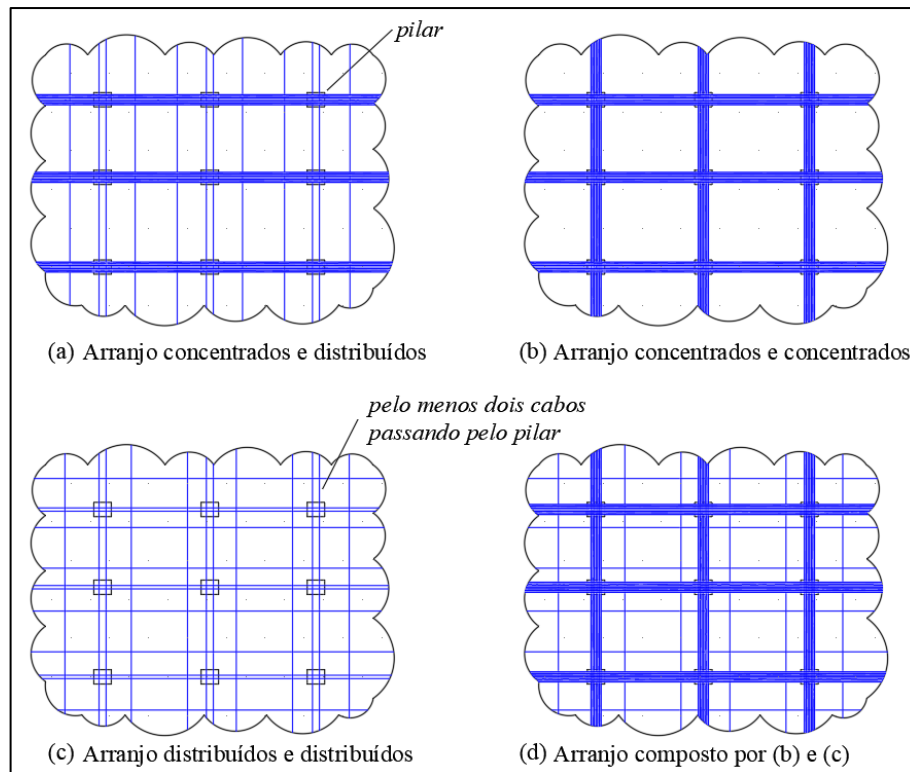 pilar
(a) Arranjo concentrados e distribuídos
(b) Arranjo concentrados e concentrados
pelo menos dois cabos
passando pelo pilar
(c) Arranjo distribuídos e distribuídos
(d) Arranjo composto por (b) e (c)